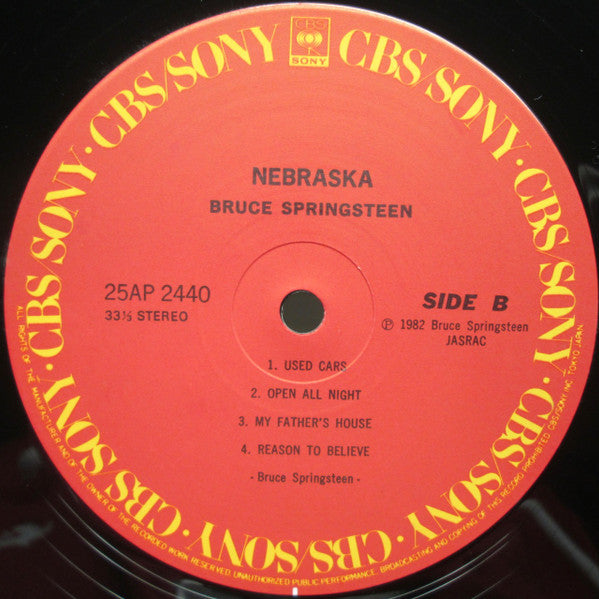 CBS
SONY
CBS/SONY · CBS/SONY · CBS/SONY · CBS/SONY · CBS/SONY · CBS/SONY · CBS/SONY · CBS/SONY
NEBRASKA
BRUCE SPRINGSTEEN
25AP 2440
33⅓ STEREO
SIDE B
Ⓟ 1982 Bruce Springsteen
JASRAC
1. USED CARS
2. OPEN ALL NIGHT
3. MY FATHER'S HOUSE
4. REASON TO BELIEVE
- Bruce Springsteen -
ALL RIGHTS OF THE MANUFACTURER AND OF THE OWNER OF THE RECORDED WORK RESERVED. UNAUTHORIZED PUBLIC PERFORMANCE, BROADCASTING AND COPYING OF THIS RECORD PROHIBITED CBS/SONY INC. TOKYO JAPAN.